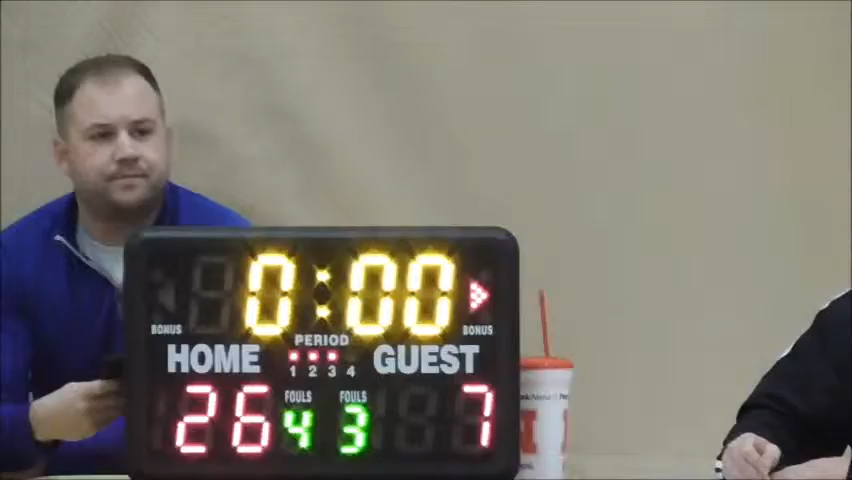 0:00
BONUS
BONUS
PERIOD
HOME
1 2 3 4
GUEST
FOULS
FOULS
26
4
3
7